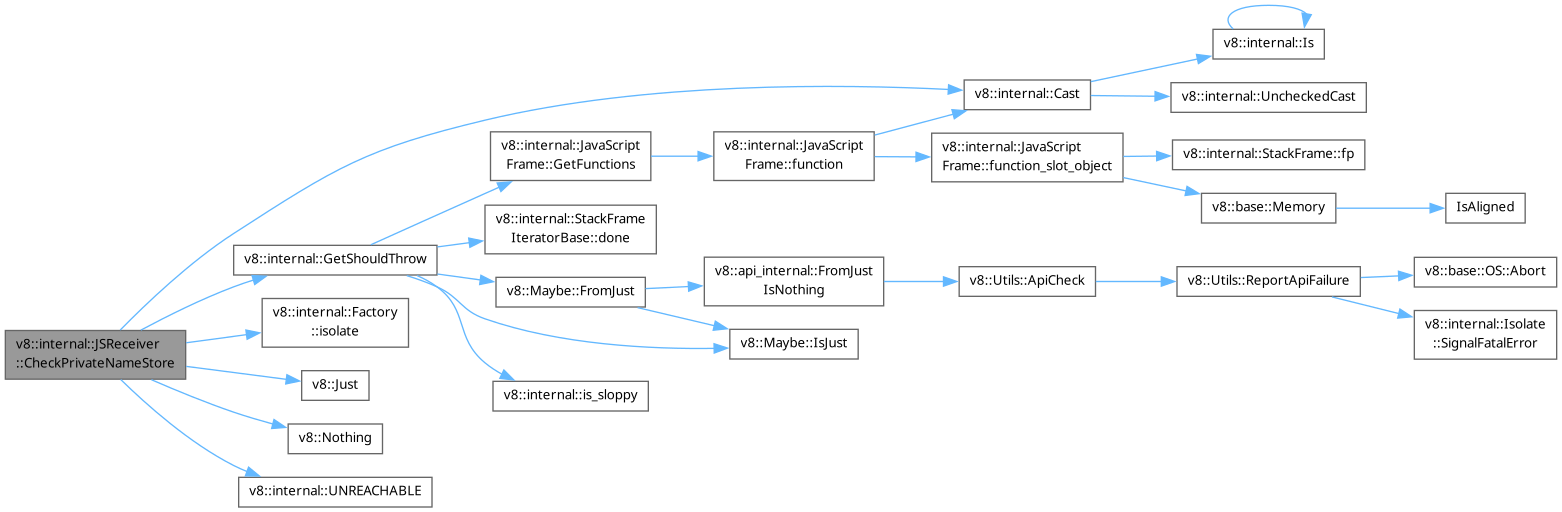 v8::internal::JSReceiver
::CheckPrivateNameStore
v8::internal::Cast
v8::internal::Is
v8::internal::UncheckedCast
v8::internal::GetShouldThrow
v8::internal::JavaScript
Frame::GetFunctions
v8::internal::JavaScript
Frame::function
v8::internal::JavaScript
Frame::function_slot_object
v8::internal::StackFrame::fp
v8::base::Memory
IsAligned
v8::internal::StackFrame
IteratorBase::done
v8::Maybe::FromJust
v8::api_internal::FromJust
IsNothing
v8::Utils::ApiCheck
v8::Utils::ReportApiFailure
v8::base::OS::Abort
v8::internal::Isolate
::SignalFatalError
v8::Maybe::IsJust
v8::internal::is_sloppy
v8::internal::Factory
::isolate
v8::Just
v8::Nothing
v8::internal::UNREACHABLE